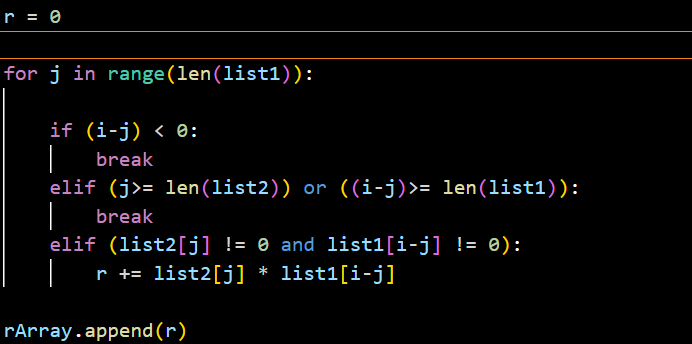 r = 0
for j in range(len(list1)):
if (i-j) < 0:
break
elif (j>= len(list2)) or ((i-j)>= len(list1)):
break
elif (list2[j] != 0 and list1[i-j] != 0):
r += list2[j] * list1[i-j]
rArray.append(r)